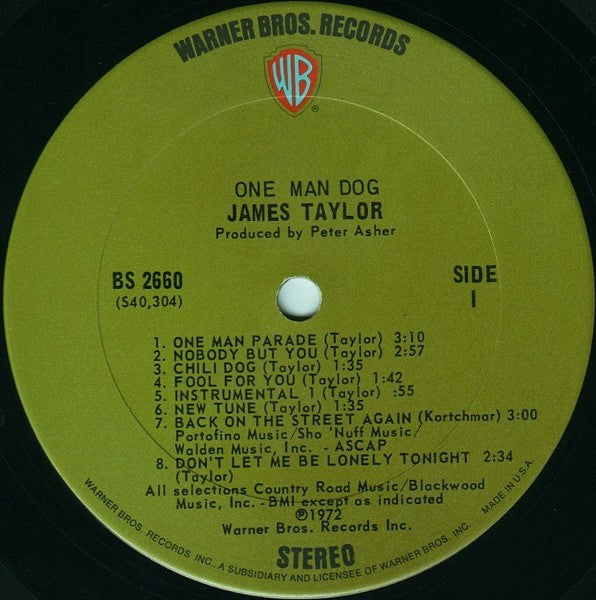 WARNER BROS. RECORDS
WB
®
ONE MAN DOG
JAMES TAYLOR
Produced by Peter Asher
BS 2660
(S40,304)
SIDE
1
1. ONE MAN PARADE (Taylor) 3:10
2. NOBODY BUT YOU (Taylor) 2:57
3. CHILI DOG (Taylor) 1:35
4. FOOL FOR YOU (Taylor) 1:42
5. INSTRUMENTAL 1 (Taylor) :55
6. NEW TUNE (Taylor) 1:35
7. BACK ON THE STREET AGAIN (Kortchmar) 3:00
Portofino Music/Sho 'Nuff Music/
Walden Music, Inc. - ASCAP
8. DON'T LET ME BE LONELY TONIGHT 2:34
(Taylor)
All selections Country Road Music/Blackwood
Music, Inc. -BMI except as indicated
℗1972
Warner Bros. Records Inc.
STEREO
WARNER BROS. RECORDS INC., A SUBSIDIARY AND LICENSEE OF WARNER BROS. INC. MADE IN U.S.A.